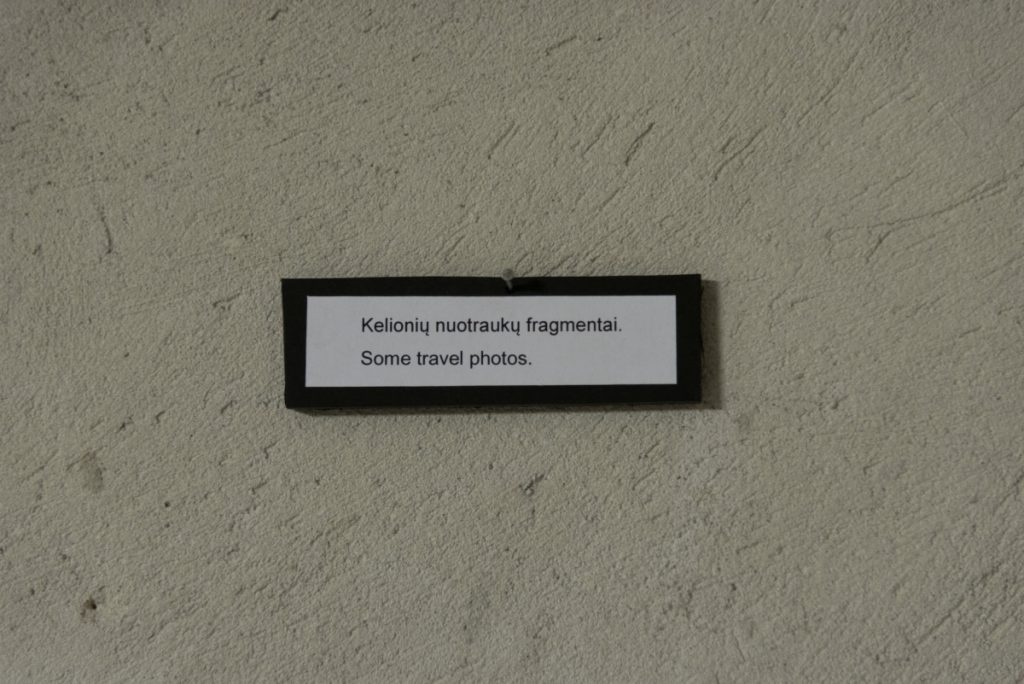 Kelionių nuotraukų fragmentai.
Some travel photos.